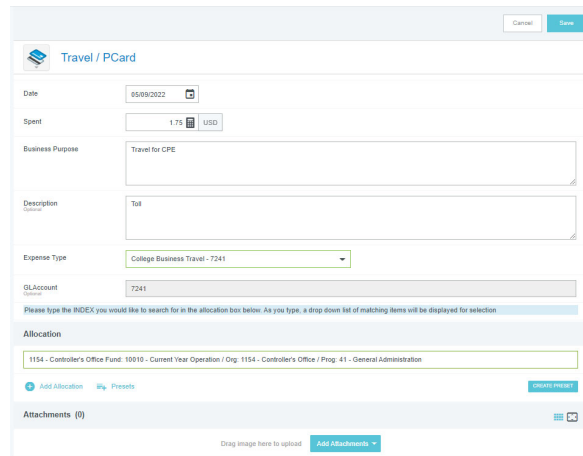 Cancel Save
Travel / PCard
Date 05/09/2022
Spent 1.75 USD
Business Purpose Travel for CPE
Description Toll
Optional
Expense Type College Business Travel - 7241
GLAccount 7241
Optional
Please type the INDEX you would like to search for in the allocation box below. As you type, a drop down list of matching items will be displayed for selection
Allocation
1154 - Controller's Office Fund: 10010 - Current Year Operation / Org: 1154 - Controller's Office / Prog: 41 - General Administration
Add Allocation Presets CREATE PRESET
Attachments (0)
Drag image here to upload Add Attachments